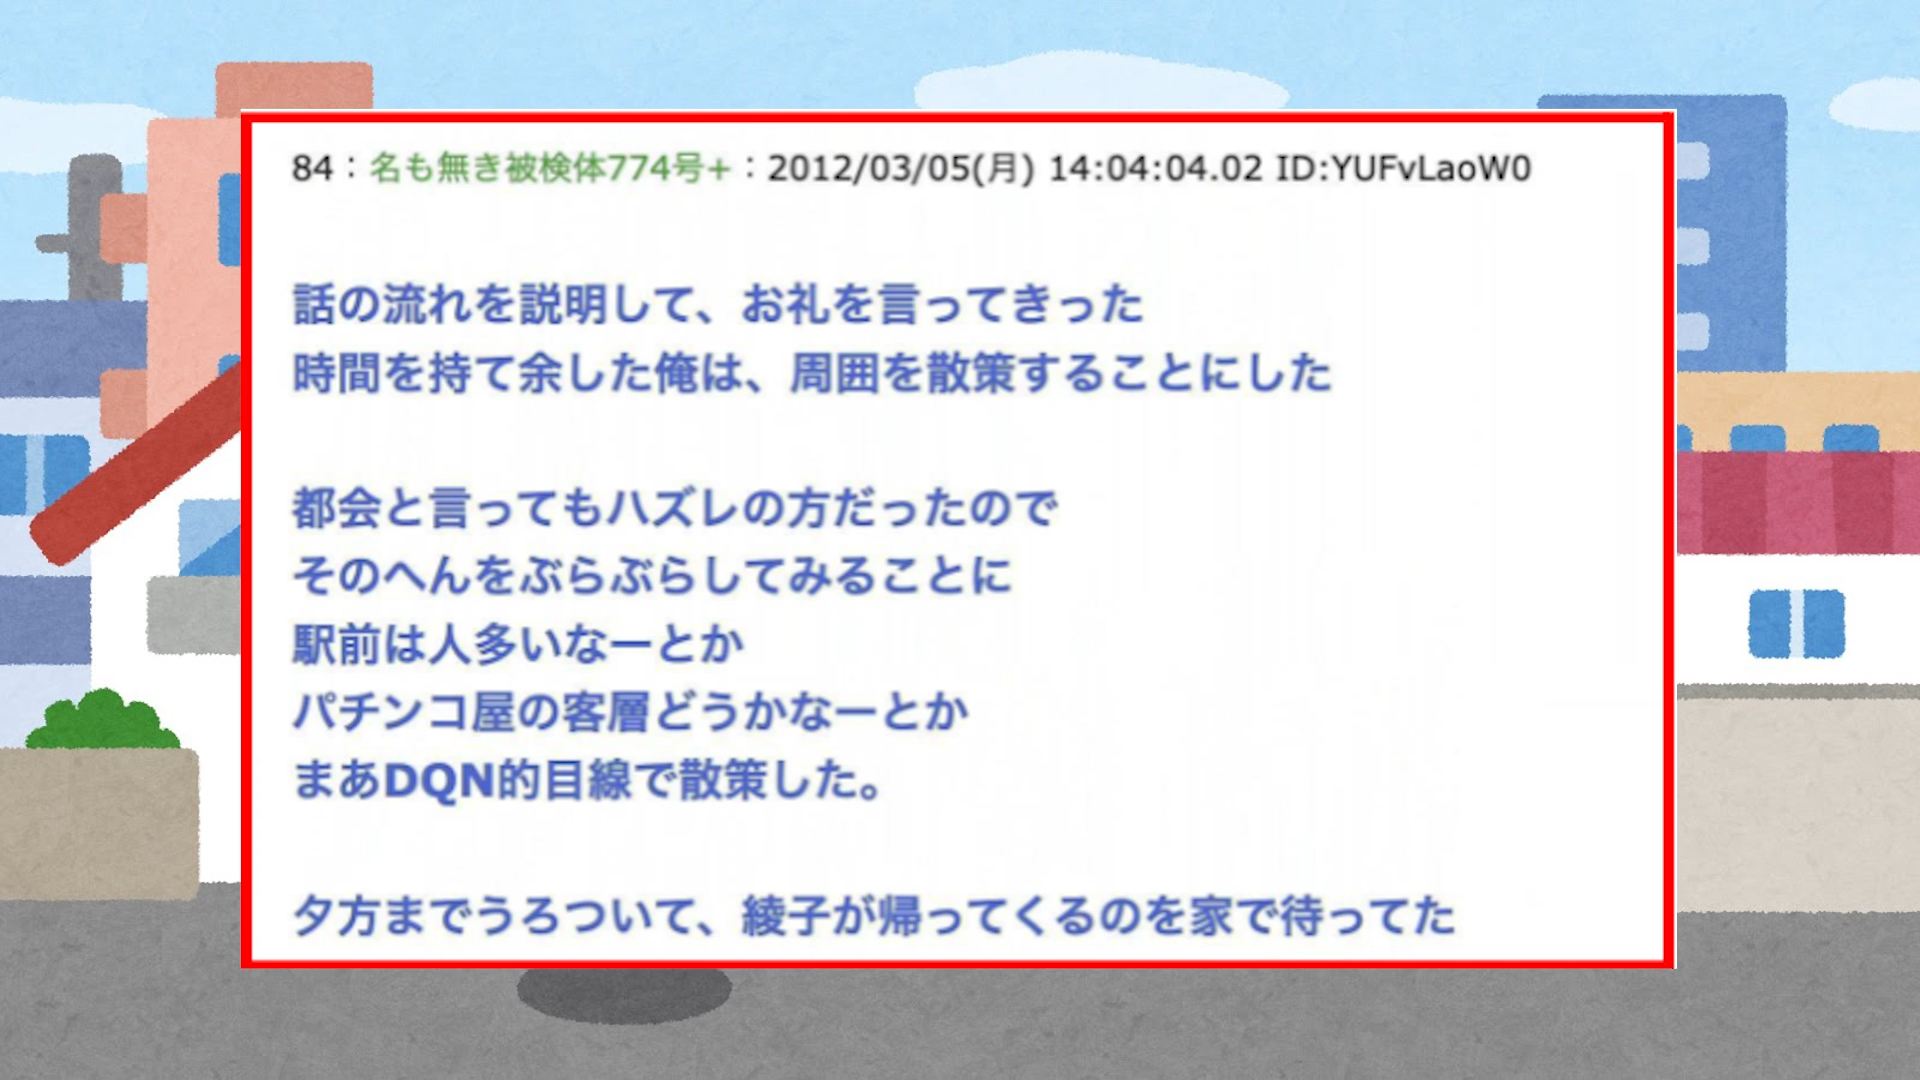 84：名も無き被検体774号+：2012/03/05(月) 14:04:04.02 ID:YUFvLaoW0
話の流れを説明して、お礼を言ってきった
時間を持て余した俺は、周囲を散策することにした
都会と言ってもハズレの方だったので
そのへんをぶらぶらしてみることに
駅前は人多いなーとか
パチンコ屋の客層どうかなーとか
まあDQN的目線で散策した。
夕方までうろついて、綾子が帰ってくるのを家で待ってた